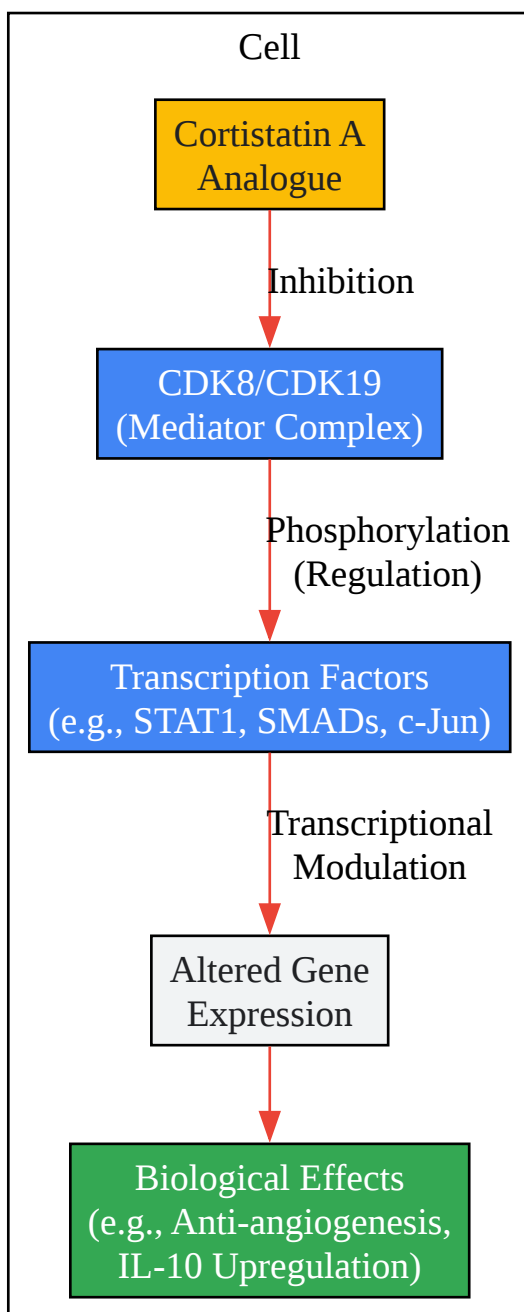 Cell
Cortistatin A
Analogue
Inhibition
CDK8/CDK19
(Mediator Complex)
Phosphorylation
(Regulation)
Transcription Factors
(e.g., STAT1, SMADs, c-Jun)
Transcriptional
Modulation
Altered Gene
Expression
Biological Effects
(e.g., Anti-angiogenesis,
IL-10 Upregulation)